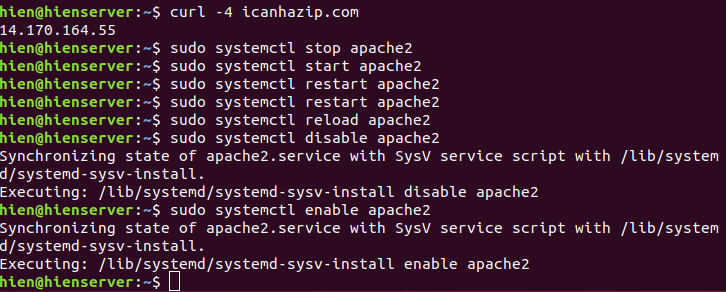 hien@hienserver:~$ curl -4 icanhazip.com
14.170.164.55
hien@hienserver:~$ sudo systemctl stop apache2
hien@hienserver:~$ sudo systemctl start apache2
hien@hienserver:~$ sudo systemctl restart apache2
hien@hienserver:~$ sudo systemctl restart apache2
hien@hienserver:~$ sudo systemctl reload apache2
hien@hienserver:~$ sudo systemctl disable apache2
Synchronizing state of apache2.service with SysV service script with /lib/system
d/systemd-sysv-install.
Executing: /lib/systemd/systemd-sysv-install disable apache2
hien@hienserver:~$ sudo systemctl enable apache2
Synchronizing state of apache2.service with SysV service script with /lib/system
d/systemd-sysv-install.
Executing: /lib/systemd/systemd-sysv-install enable apache2
hien@hienserver:~$